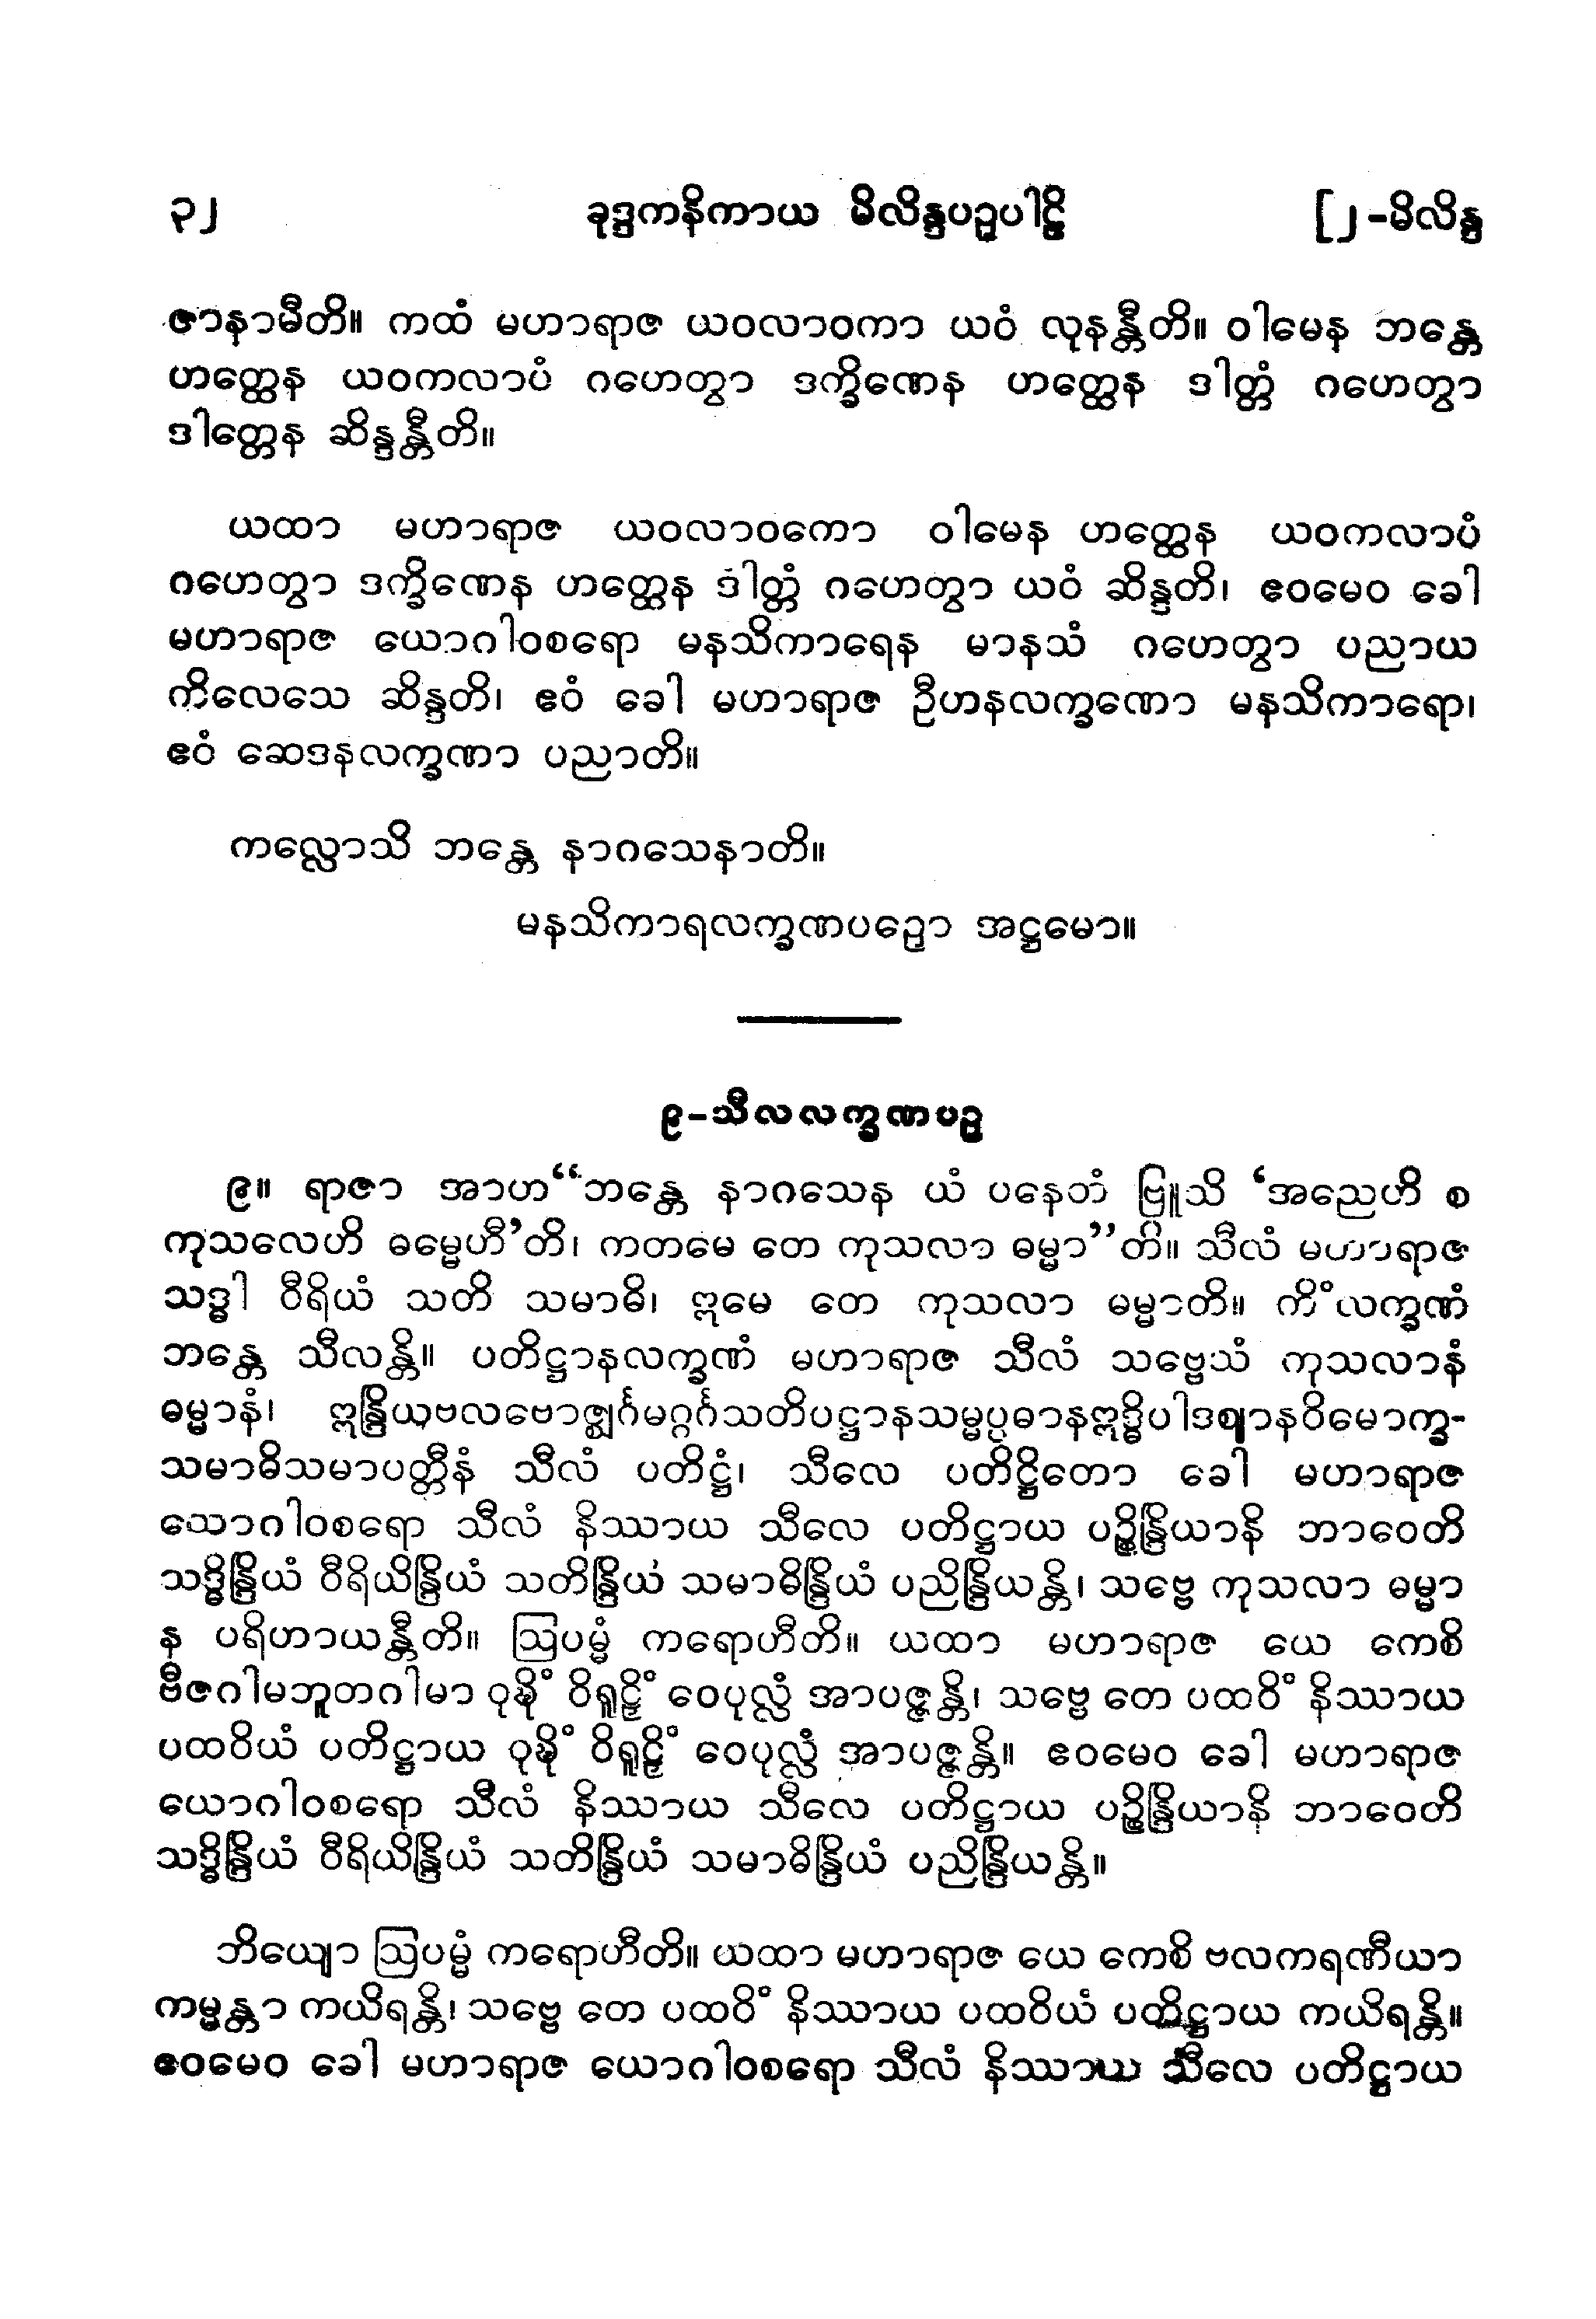 ၃၂ ခုဒ္ဒကနိကာယ မိလိန္ဒပဉှပါဠိ [၂-မိလိန္ဒ
ဇာနာမီတိ။ ကထံ မဟာရာဇ ယဝလာဝကာ ယဝံ လုနန္တီတိ။ ဝါမေန ဘန္တေ
ဟတ္ထေန ယဝကလာပံ ဂဟေတွာ ဒက္ခိဏေန ဟတ္ထေန ဒါတ္တံ ဂဟေတွာ
ဒါတ္တေန ဆိန္ဒန္တီတိ။
ယထာ မဟာရာဇ ယဝလာဝကော ဝါမေန ဟတ္ထေန ယဝကလာပံ
ဂဟေတွာ ဒက္ခိဏေန ဟတ္ထေန ဒါတ္တံ ဂဟေတွာ ယဝံ ဆိန္ဒတိ၊ ဧဝမေဝ ခေါ
မဟာရာဇ ယောဂါဝစရော မနသိကာရေန မာနသံ ဂဟေတွာ ပညာယ
ကိလေသေ ဆိန္ဒတိ၊ ဧဝံ ခေါ မဟာရာဇ ဦဟနလက္ခဏော မနသိကာရော၊
ဧဝံ ဆေဒနလက္ခဏာ ပညာတိ။
ကလ္လောသိ ဘန္တေ နာဂသေနာတိ။
မနသိကာရလက္ခဏပဉှော အဋ္ဌမော။
၉-သီလလက္ခဏပဉှ
၉။ ရာဇာ အာဟ“ဘန္တေ နာဂသေန ယံ ပနေတံ ဗြူသိ ‘အညေဟိ စ
ကုသလေဟိ ဓမ္မေဟီ’တိ၊ ကတမေ တေ ကုသလာ ဓမ္မာ”တိ။ သီလံ မဟာရာဇ
သဒ္ဓါ ဝီရိယံ သတိ သမာဓိ၊ ဣမေ တေ ကုသလာ ဓမ္မာတိ။ ကိံလက္ခဏံ
ဘန္တေ သီလန္တိ။ ပတိဋ္ဌာနလက္ခဏံ မဟာရာဇ သီလံ သဗ္ဗေသံ ကုသလာနံ
ဓမ္မာနံ၊ ဣန္ဒြိယဗလဗောဇ္ဈင်္ဂမဂ္ဂင်္ဂသတိပဋ္ဌာနသမ္မပ္ပဓာနဣဒ္ဓိပါဒဈာနဝိမောက္ခ-
သမာဓိသမာပတ္တီနံ သီလံ ပတိဋ္ဌံ၊ သီလေ ပတိဋ္ဌိတော ခေါ မဟာရာဇ
ယောဂါဝစရော သီလံ နိဿာယ သီလေ ပတိဋ္ဌာယ ပဉ္စိန္ဒြိယာနိ ဘာဝေတိ
သဒ္ဓိန္ဒြိယံ ဝီရိယိန္ဒြိယံ သတိန္ဒြိယံ သမာဓိန္ဒြိယံ ပညိန္ဒြိယန္တိ၊ သဗ္ဗေ ကုသလာ ဓမ္မာ
န ပရိဟာယန္တီတိ။ ဩပမ္မံ ကရောဟီတိ။ ယထာ မဟာရာဇ ယေ ကေစိ
ဗီဇဂါမဘူတဂါမာ ဝုဍ္ဎိံ ဝိရူဠှိံ ဝေပုလ္လံ အာပဇ္ဇန္တိ၊ သဗ္ဗေ တေ ပထဝိံ နိဿာယ
ပထဝိယံ ပတိဋ္ဌာယ ဝုဍ္ဎိံ ဝိရူဠှိံ ဝေပုလ္လံ အာပဇ္ဇန္တိ။ ဧဝမေဝ ခေါ မဟာရာဇ
ယောဂါဝစရော သီလံ နိဿာယ သီလေ ပတိဋ္ဌာယ ပဉ္စိန္ဒြိယာနိ ဘာဝေတိ
သဒ္ဓိန္ဒြိယံ ဝီရိယိန္ဒြိယံ သတိန္ဒြိယံ သမာဓိန္ဒြိယံ ပညိန္ဒြိယန္တိ။
ဘိယျော ဩပမ္မံ ကရောဟီတိ။ ယထာ မဟာရာဇ ယေ ကေစိ ဗလကရဏီယာ
ကမ္မန္တာ ကယိရန္တိ၊ သဗ္ဗေ တေ ပထဝိံ နိဿာယ ပထဝိယံ ပတိဋ္ဌာယ ကယိရန္တိ။
ဧဝမေဝ ခေါ မဟာရာဇ ယောဂါဝစရော သီလံ နိဿာယ သီလေ ပတိဋ္ဌာယ